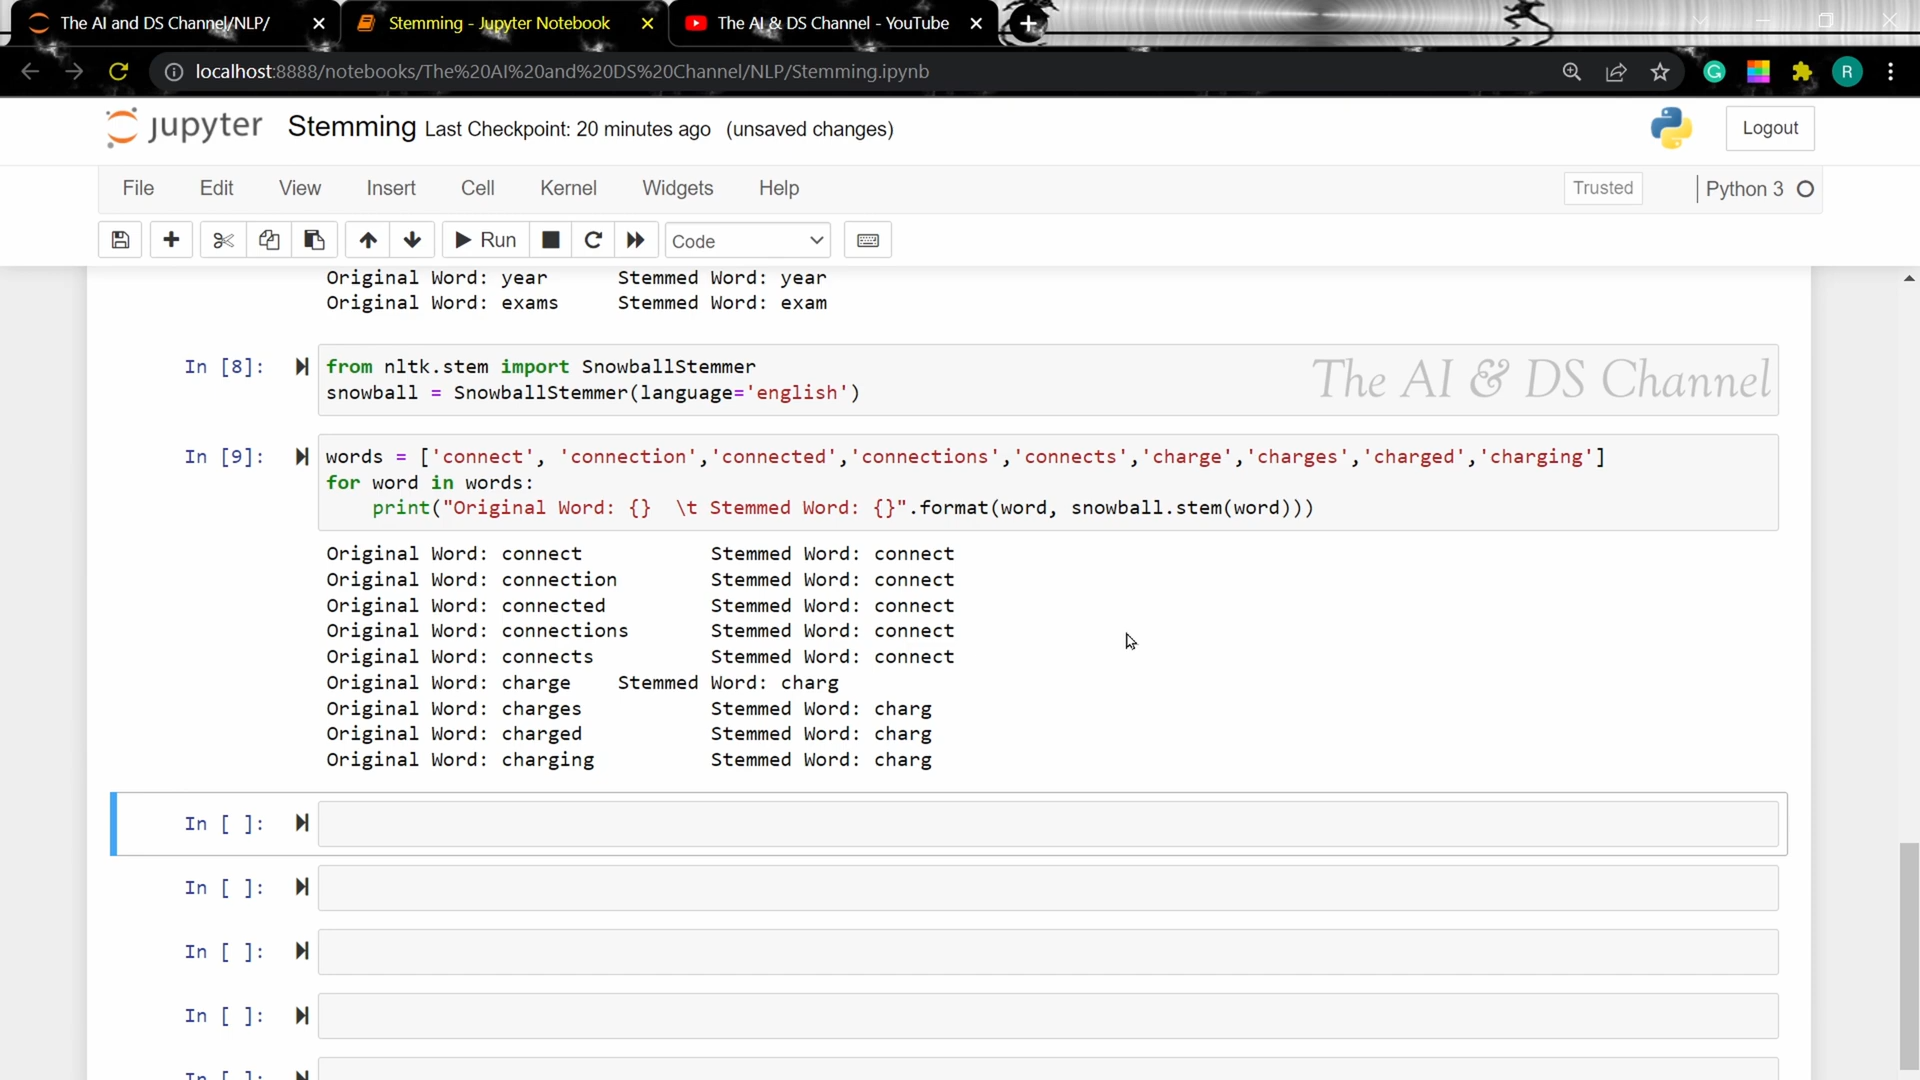 The AI and DS Channel/NLP/
Stemming - Jupyter Notebook
The AI & DS Channel - YouTube
localhost:8888/notebooks/The%20AI%20and%20DS%20Channel/NLP/Stemming.ipynb
R
jupyter Stemming Last Checkpoint: 20 minutes ago (unsaved changes)
Logout
File Edit View Insert Cell Kernel Widgets Help
Trusted
Python 3
Run
Code
Original Word: year Stemmed Word: year
Original Word: exams Stemmed Word: exam
In [8]:
from nltk.stem import SnowballStemmer
snowball = SnowballStemmer(language='english')
The AI & DS Channel
In [9]:
words = ['connect', 'connection','connected','connections','connects','charge','charges','charged','charging']
for word in words:
print("Original Word: {}  \t Stemmed Word: {}".format(word, snowball.stem(word)))
Original Word: connect Stemmed Word: connect
Original Word: connection Stemmed Word: connect
Original Word: connected Stemmed Word: connect
Original Word: connections Stemmed Word: connect
Original Word: connects Stemmed Word: connect
Original Word: charge Stemmed Word: charg
Original Word: charges Stemmed Word: charg
Original Word: charged Stemmed Word: charg
Original Word: charging Stemmed Word: charg
In [ ]:
In [ ]:
In [ ]:
In [ ]:
In [ ]: